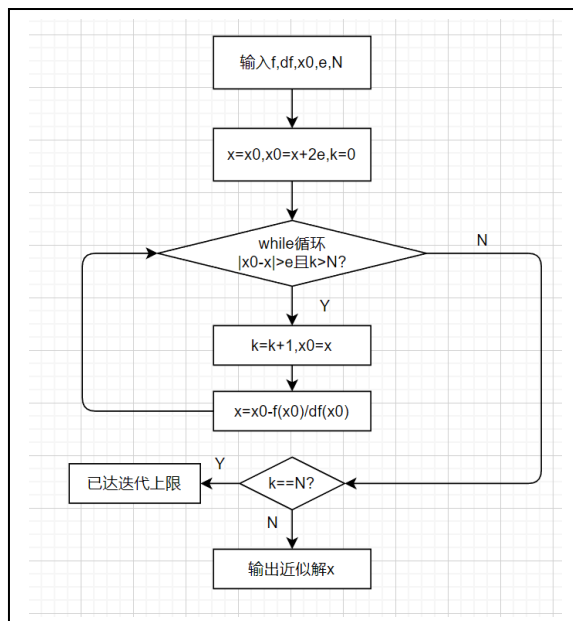 输入f,df,x0,e,N
x=x0,x0=x+2e,k=0
while循环
|x0-x|>e且k>N?
N
Y
k=k+1,x0=x
x=x0-f(x0)/df(x0)
Y
k==N?
已达迭代上限
N
输出近似解x